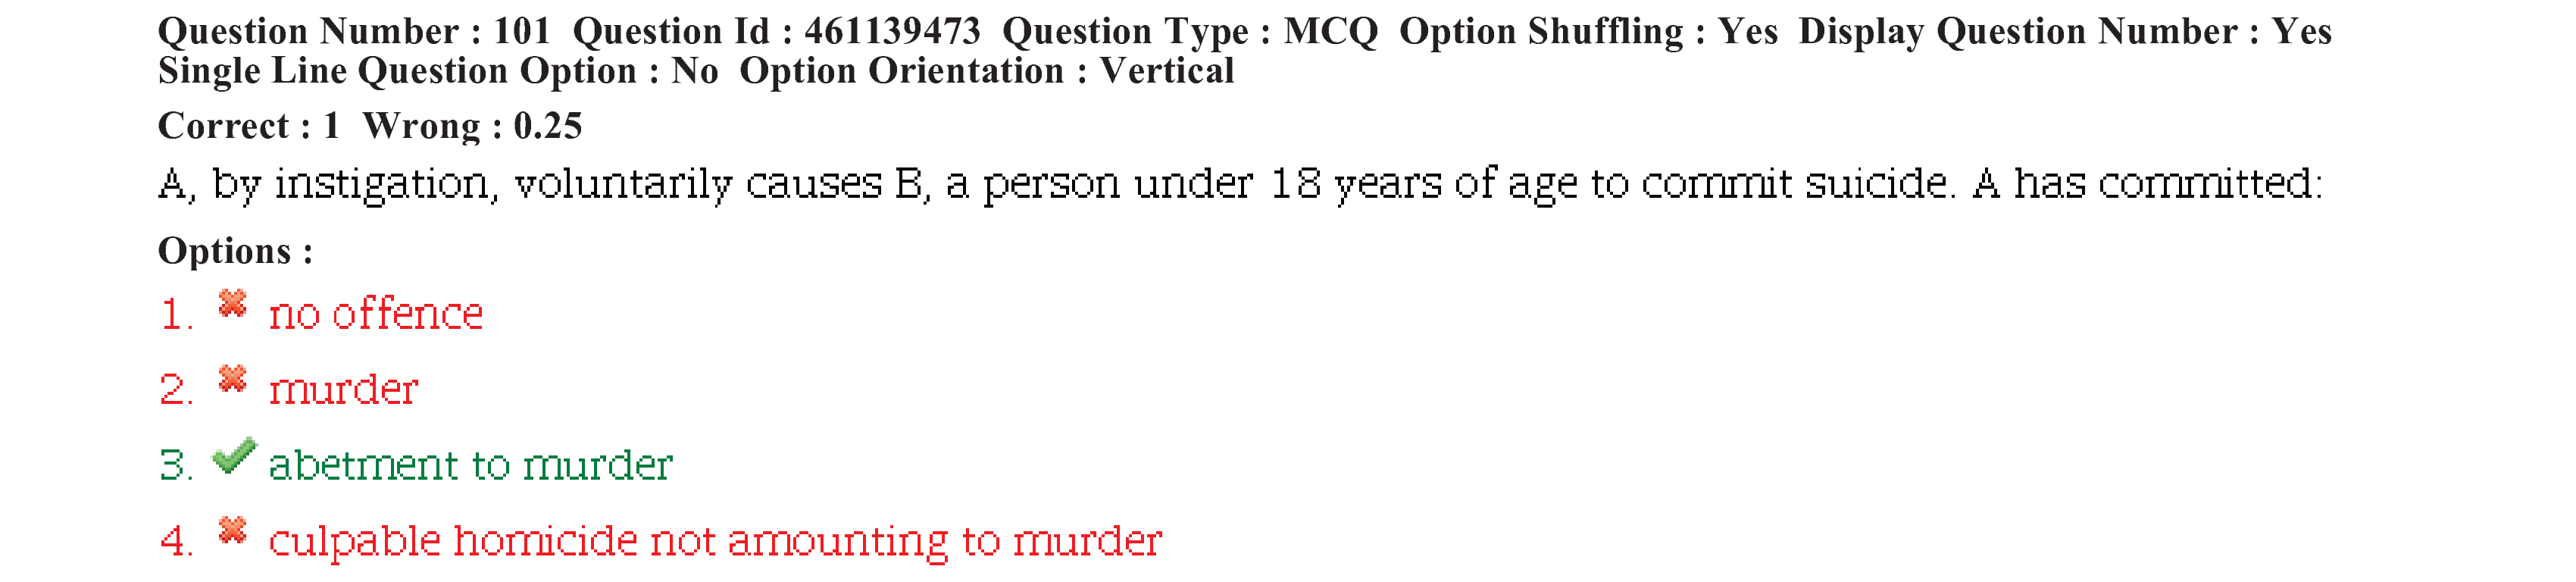 Question Number : 101 Question Id : 461139473 Question Type : MCQ Option Shuffling : Yes Display Question Number : Yes
Single Line Question Option : No Option Orientation : Vertical
Correct : 1 Wrong : 0.25
A, by instigation, voluntarily causes B, a person under 18 years of age to commit suicide. A has committed:
Options :
1. no offence
2. murder
3. abetment to murder
4. culpable homicide not amounting to murder